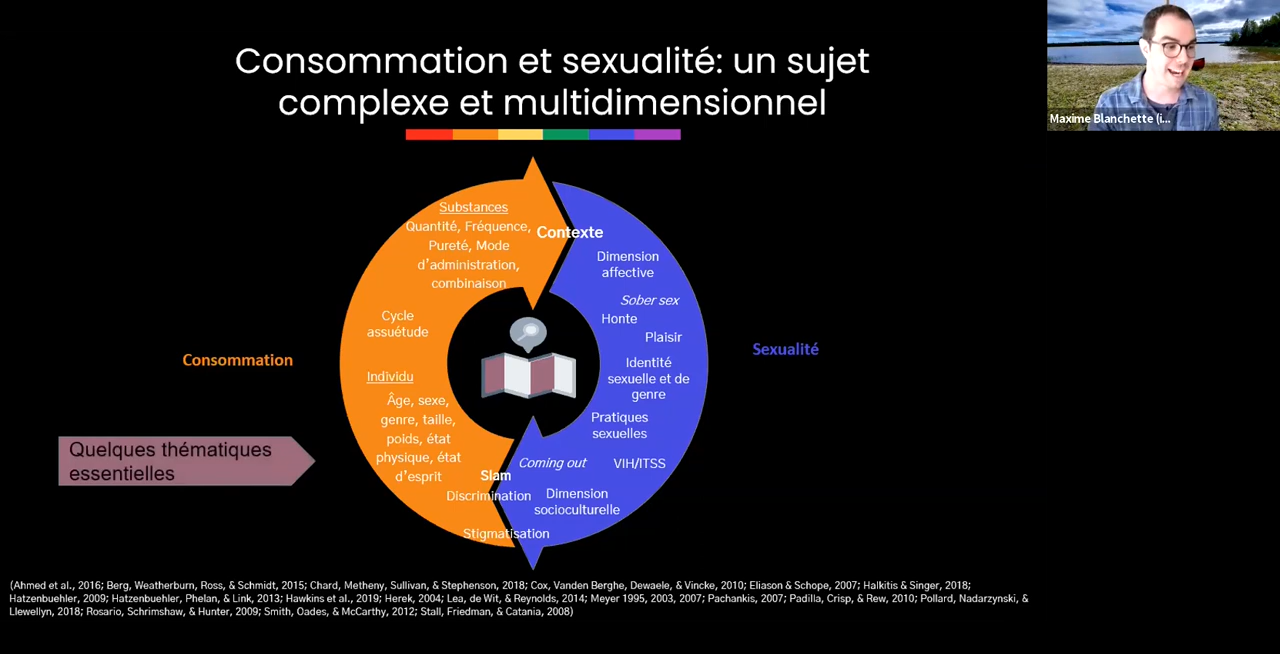 Consommation et sexualité: un sujet
complexe et multidimensionnel
Maxime Blanchette (i...
Substances
Quantité, Fréquence,
Pureté, Mode
d'administration,
combinaison
Contexte
Dimension
affective
Sober sex
Honte
Plaisir
Cycle
assuétude
Consommation
Sexualité
Identité
sexuelle et de
genre
Individu
Âge, sexe,
genre, taille,
poids, état
physique, état
d'esprit
Pratiques
sexuelles
Quelques thématiques
essentielles
Coming out
VIH/ITSS
Slam
Discrimination
Dimension
socioculturelle
Stigmatisation
(Ahmed et al., 2016; Berg, Weatherburn, Ross, & Schmidt, 2015; Chard, Metheny, Sullivan, & Stephenson, 2018; Cox, Vanden Berghe, Dewaele, & Vincke, 2010; Eliason & Schope, 2007; Halkitis & Singer, 2018;
Hatzenbuehler, 2009; Hatzenbuehler, Phelan, & Link, 2013; Hawkins et al., 2019; Herek, 2004; Lea, de Wit, & Reynolds, 2014; Meyer 1995, 2003, 2007; Pachankis, 2007; Padilla, Crisp, & Rew, 2010; Pollard, Nadarzynski, &
Llewellyn, 2018; Rosario, Schrimshaw, & Hunter, 2009; Smith, Oades, & McCarthy, 2012; Stall, Friedman, & Catania, 2008)